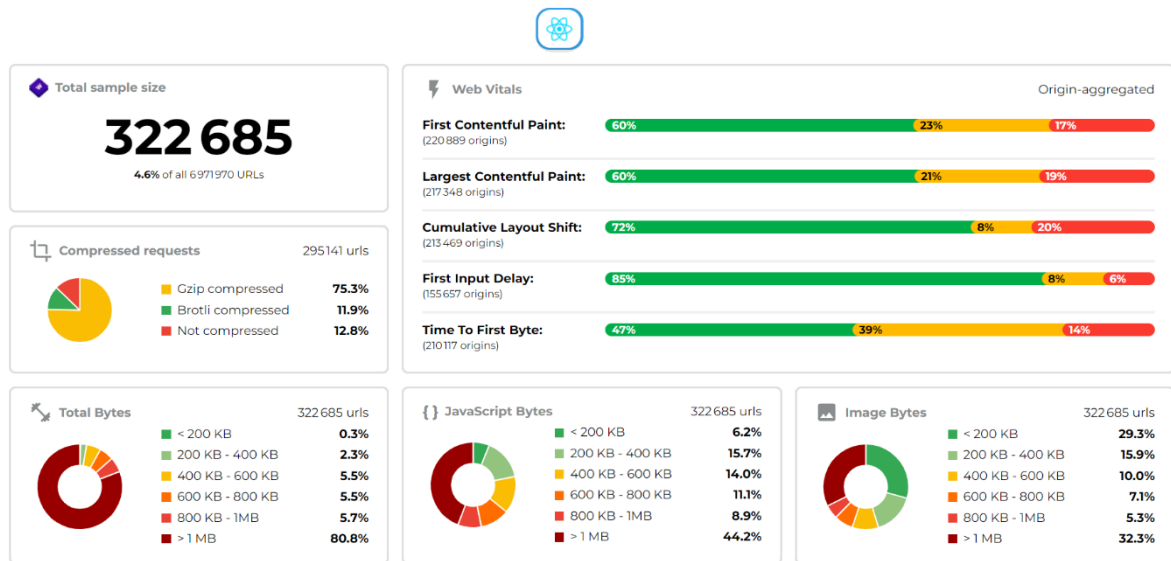 Total sample size
322 685
4.6% of all 6 971 970 URLs
Web Vitals
Origin-aggregated
First Contentful Paint:
(220 889 origins)
60% 23% 17%
Largest Contentful Paint:
(217 348 origins)
60% 21% 19%
Cumulative Layout Shift:
(213 469 origins)
72% 8% 20%
First Input Delay:
(155 657 origins)
85% 8% 6%
Time To First Byte:
(210 117 origins)
47% 39% 14%
Compressed requests 295 141 urls
Gzip compressed 75.3%
Brotli compressed 11.9%
Not compressed 12.8%
Total Bytes 322 685 urls
< 200 KB 0.3%
200 KB - 400 KB 2.3%
400 KB - 600 KB 5.5%
600 KB - 800 KB 5.5%
800 KB - 1MB 5.7%
> 1 MB 80.8%
{ } JavaScript Bytes 322 685 urls
< 200 KB 6.2%
200 KB - 400 KB 15.7%
400 KB - 600 KB 14.0%
600 KB - 800 KB 11.1%
800 KB - 1MB 8.9%
> 1 MB 44.2%
Image Bytes 322 685 urls
< 200 KB 29.3%
200 KB - 400 KB 15.9%
400 KB - 600 KB 10.0%
600 KB - 800 KB 7.1%
800 KB - 1MB 5.3%
> 1 MB 32.3%